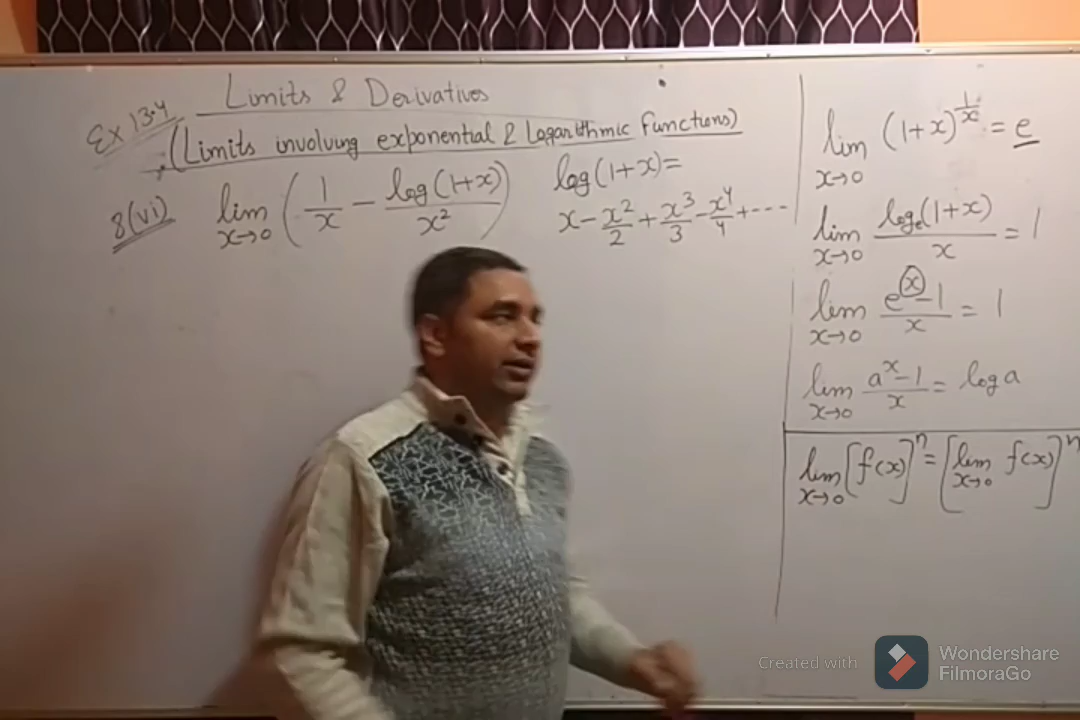 Limits & Derivatives
Ex 13.4
(Limits involving exponential & Logarithmic Functions)
8(vi) lim x→0 (1/x − log(1+x)/x²)
log(1+x)=
x − x²/2 + x³/3 − x⁴/4 + ---
lim x→0 (1+x)^(1/x) = e
lim x→0 logₑ(1+x)/x = 1
lim x→0 (e^x − 1)/x = 1
lim x→0 (a^x − 1)/x = log a
lim x→0 [f(x)]^n = [lim x→0 f(x)]^n
Created with
Wondershare
FilmoraGo